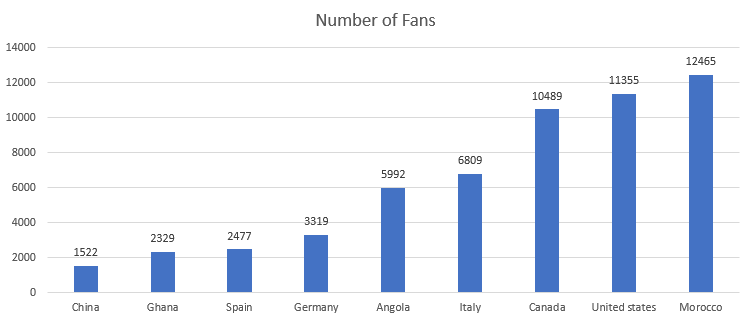 Number of Fans
14000
12000
10000
8000
6000
4000
2000
0
1522
2329
2477
3319
5992
6809
10489
11355
12465
China
Ghana
Spain
Germany
Angola
Italy
Canada
United states
Morocco